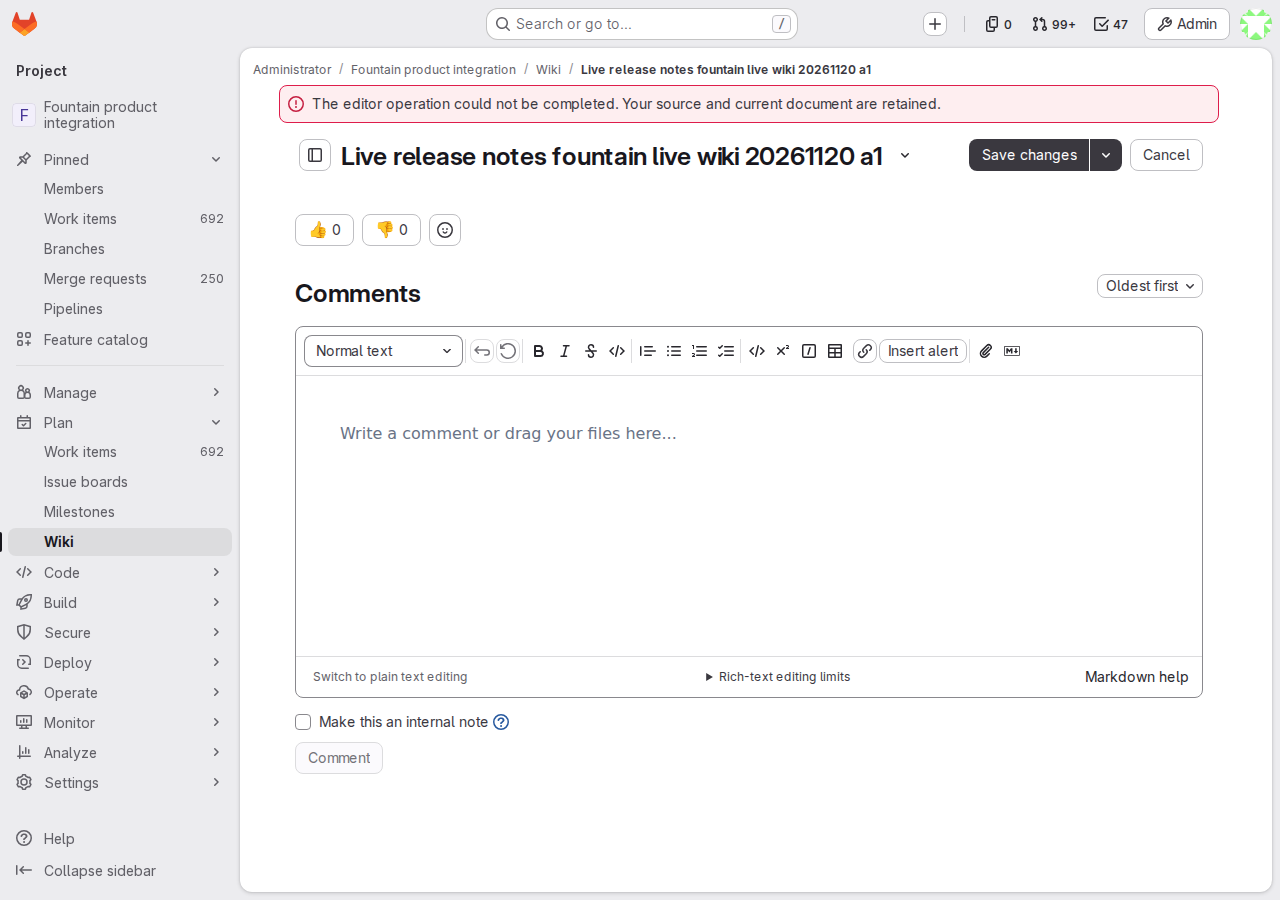 Search or go to...
/
0
99+
47
Admin
Project
F
Fountain product integration
Pinned
Members
Work items 692
Branches
Merge requests 250
Pipelines
Feature catalog
Manage
Plan
Work items 692
Issue boards
Milestones
Wiki
Code
Build
Secure
Deploy
Operate
Monitor
Analyze
Settings
Help
Collapse sidebar
Administrator / Fountain product integration / Wiki / Live release notes fountain live wiki 20261120 a1
The editor operation could not be completed. Your source and current document are retained.
Live release notes fountain live wiki 20261120 a1
Save changes
Cancel
👍 0
👎 0
Comments
Oldest first
Normal text
Insert alert
Write a comment or drag your files here…
Switch to plain text editing
Rich-text editing limits
Markdown help
Make this an internal note
Comment